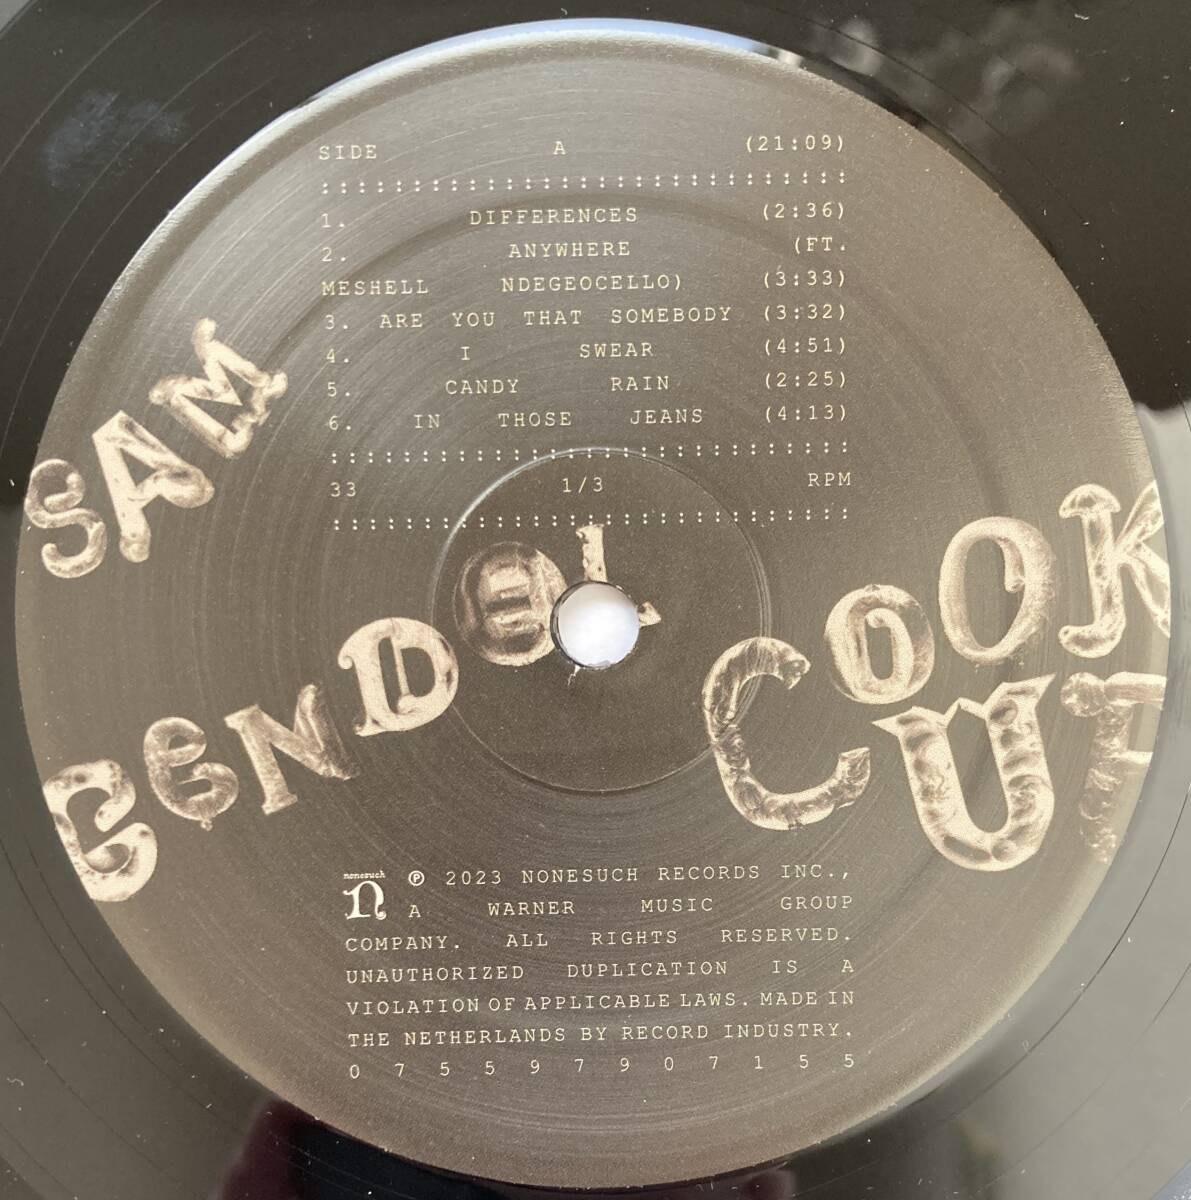 SIDE A (21:09)
::::::::::::::::::::::::::::::
1. DIFFERENCES (2:36)
2. ANYWHERE (FT.
MESHELL NDEGEOCELLO) (3:33)
3. ARE YOU THAT SOMEBODY (3:32)
4. I SWEAR (4:51)
5. CANDY RAIN (2:25)
6. IN THOSE JEANS (4:13)
::::::::::::::::::::::::::::::
33 1/3 RPM
::::::::::::::::::::::::::::::
SAM
GENDEL
COOK
CUT
nonesuch
n ℗ 2023 NONESUCH RECORDS INC.,
A WARNER MUSIC GROUP
COMPANY. ALL RIGHTS RESERVED.
UNAUTHORIZED DUPLICATION IS A
VIOLATION OF APPLICABLE LAWS. MADE IN
THE NETHERLANDS BY RECORD INDUSTRY.
0 7 5 5 9 7 9 0 7 1 5 5